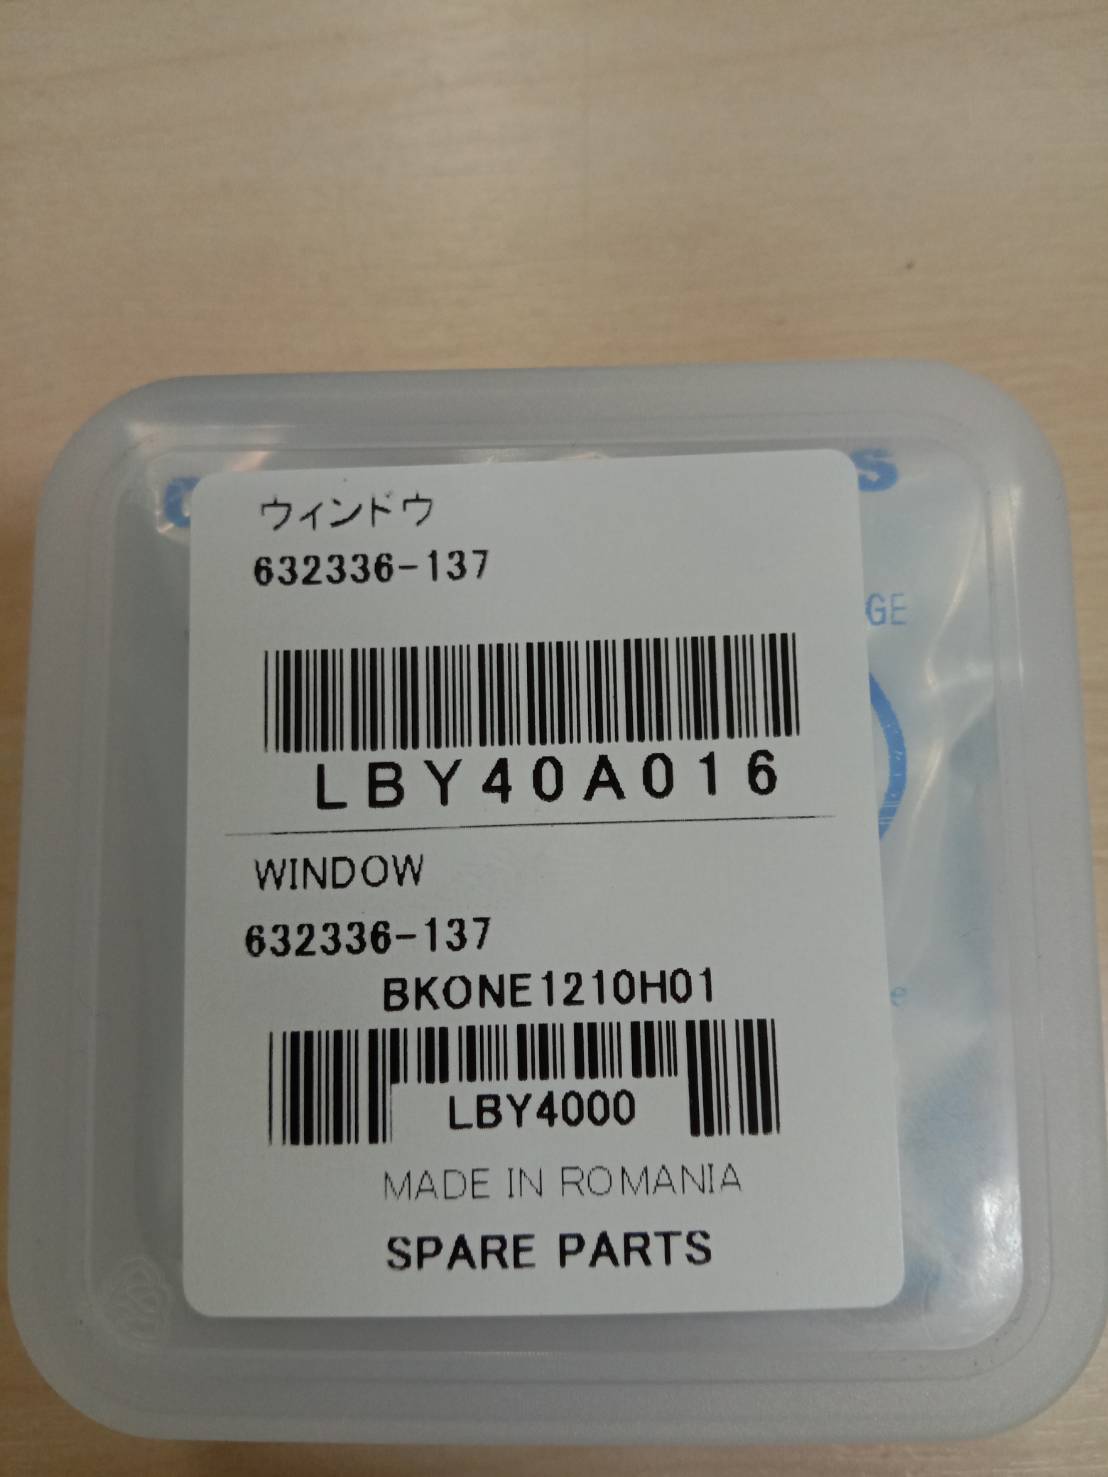 ウィンドウ
632336-137
LBY40A016
WINDOW
632336-137
BKONE1210H01
LBY4000
MADE IN ROMANIA
SPARE PARTS